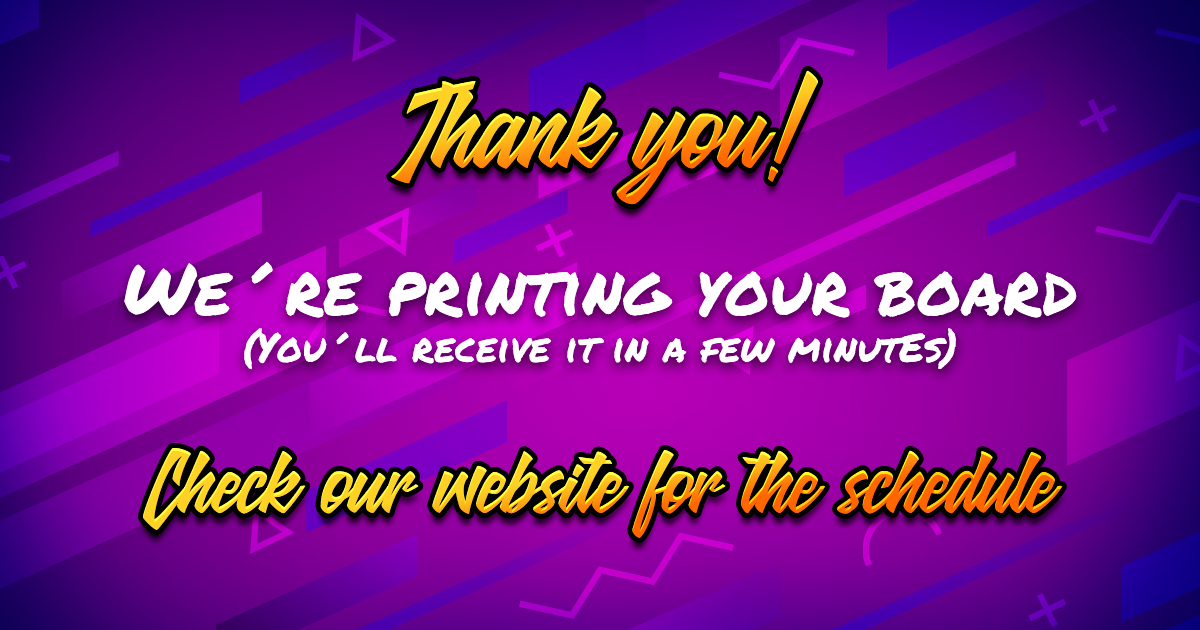 Thank you!
We´re printing your board
(You´ll receive it in a few minutes)
Check our website for the schedule